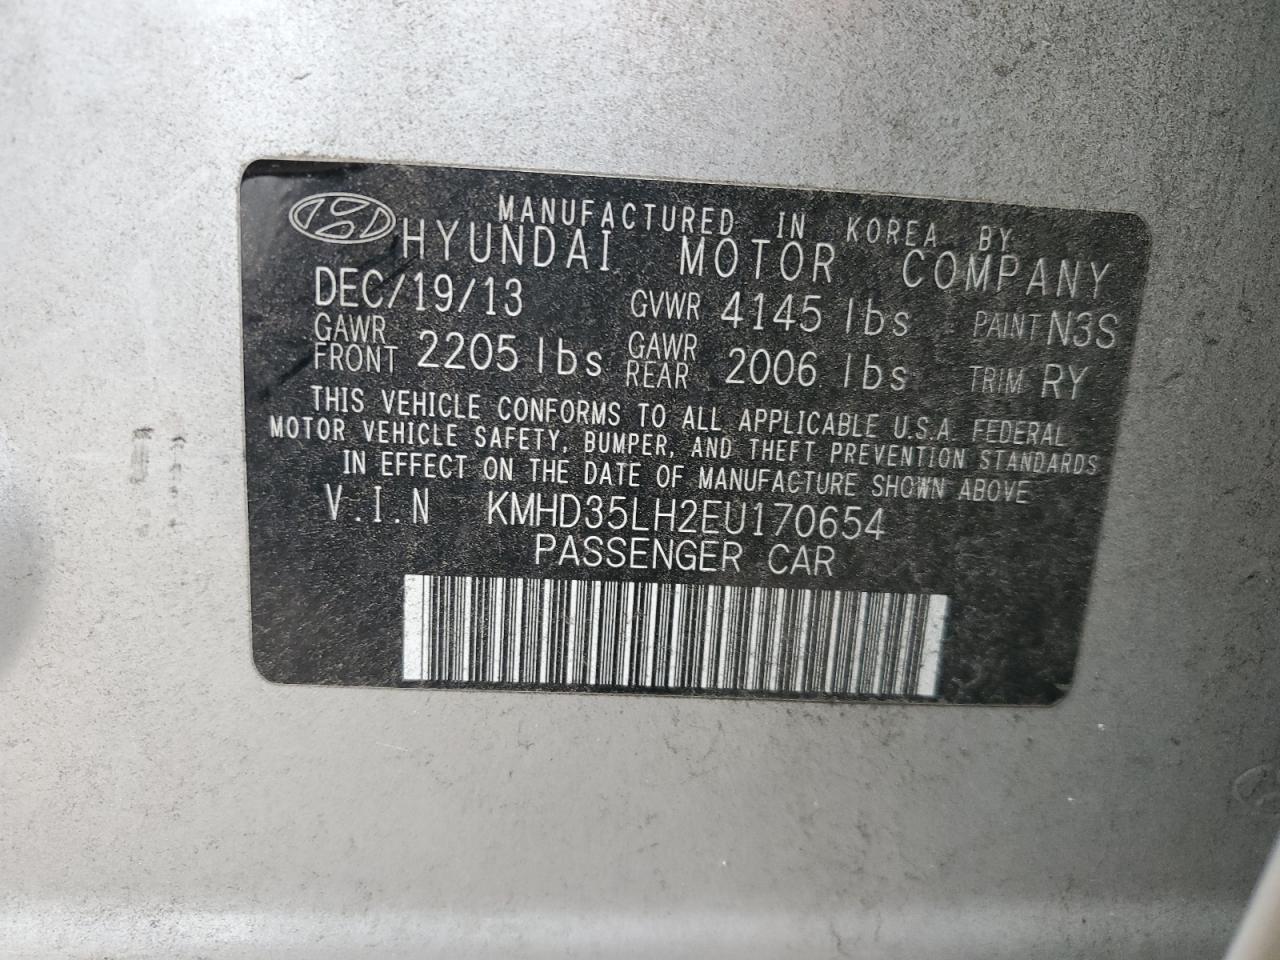 MANUFACTURED IN KOREA BY
HYUNDAI MOTOR COMPANY
DEC/19/13 GVWR 4145 lbs PAINT N3S
GAWR FRONT 2205 lbs GAWR REAR 2006 lbs TRIM RY
THIS VEHICLE CONFORMS TO ALL APPLICABLE U.S.A. FEDERAL
MOTOR VEHICLE SAFETY, BUMPER, AND THEFT PREVENTION STANDARDS
IN EFFECT ON THE DATE OF MANUFACTURE SHOWN ABOVE
V.I.N KMHD35LH2EU170654
PASSENGER CAR